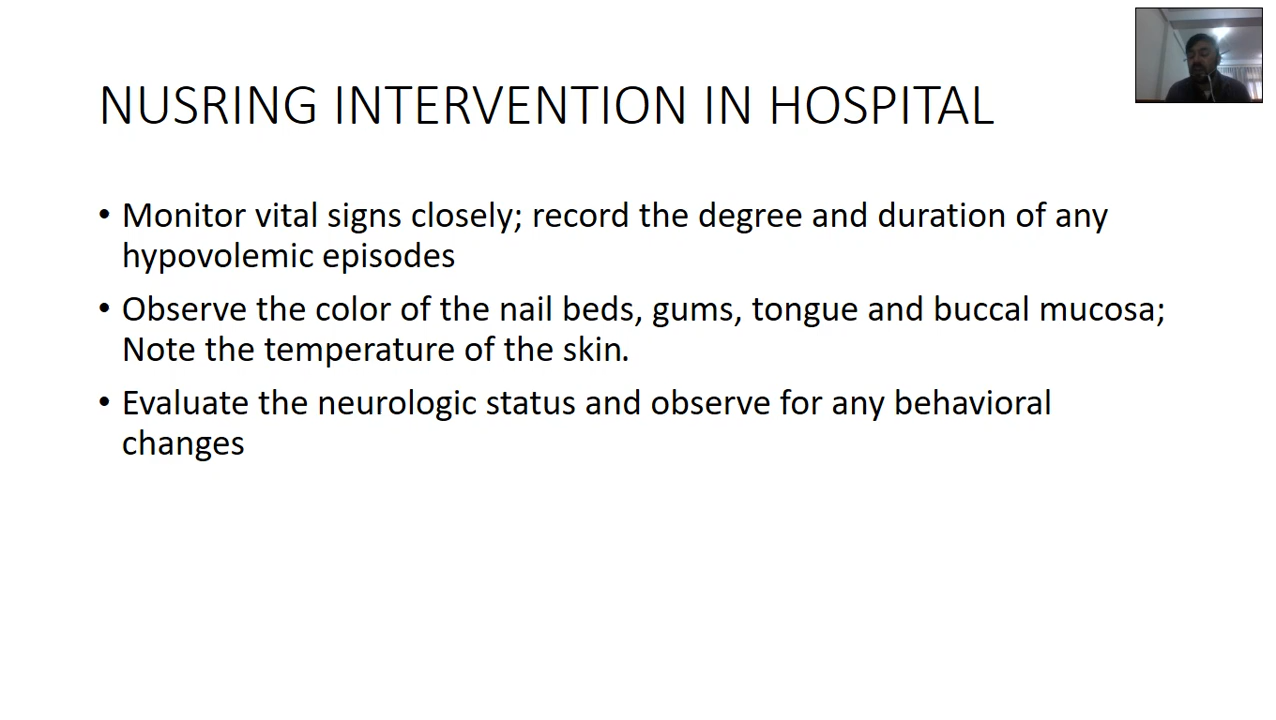 NUSRING INTERVENTION IN HOSPITAL
• Monitor vital signs closely; record the degree and duration of any
hypovolemic episodes
• Observe the color of the nail beds, gums, tongue and buccal mucosa;
Note the temperature of the skin.
• Evaluate the neurologic status and observe for any behavioral
changes